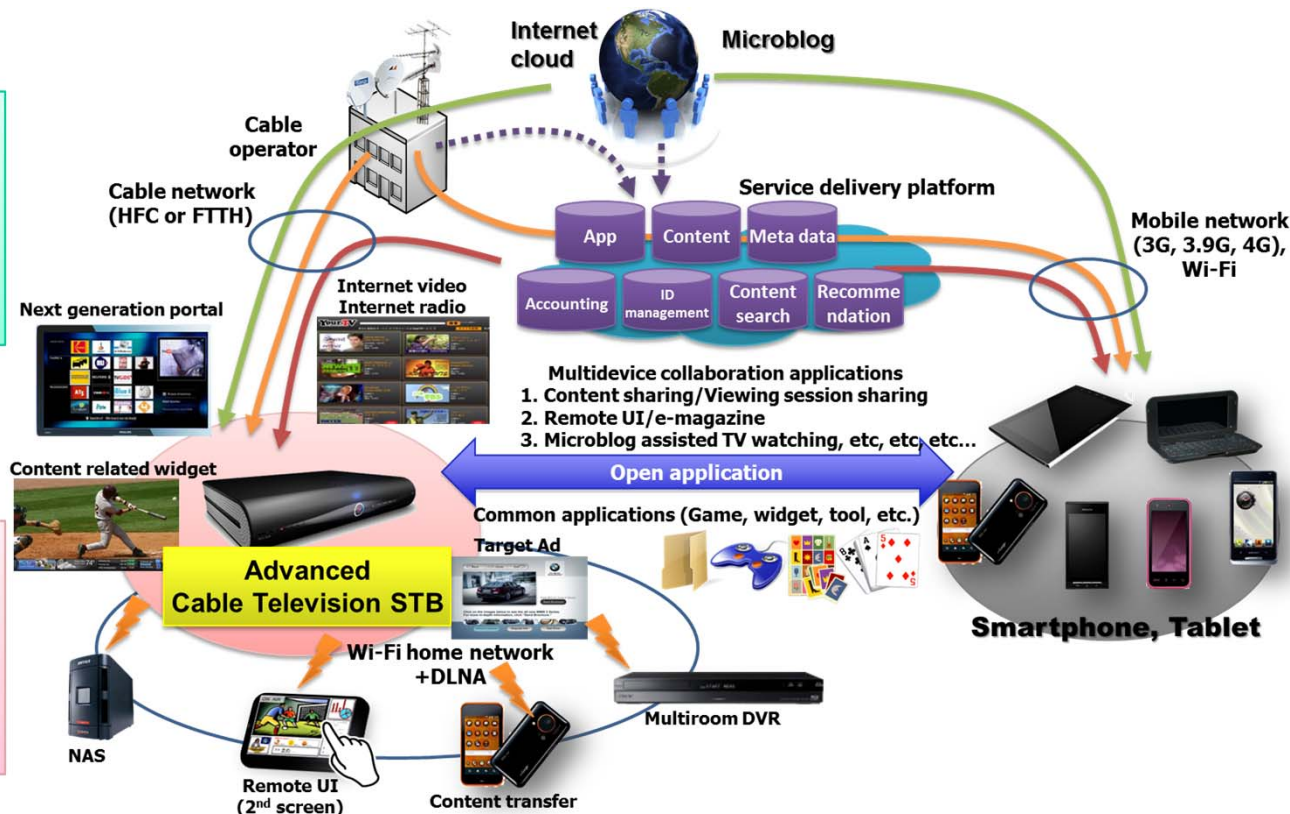 Internet
cloud
Microblog
Cable
operator
Cable network
(HFC or FTTH)
Service delivery platform
App
Content
Meta data
Accounting
ID
management
Content
search
Recomme
ndation
Mobile network
(3G, 3.9G, 4G),
Wi-Fi
Next generation portal
Internet video
Internet radio
Multidevice collaboration applications
1. Content sharing/Viewing session sharing
2. Remote UI/e-magazine
3. Microblog assisted TV watching, etc, etc, etc...
Open application
Content related widget
Common applications (Game, widget, tool, etc.)
Target Ad
Advanced
Cable Television STB
Smartphone, Tablet
Wi-Fi home network
+DLNA
NAS
Remote UI
(2nd screen)
Content transfer
Multiroom DVR